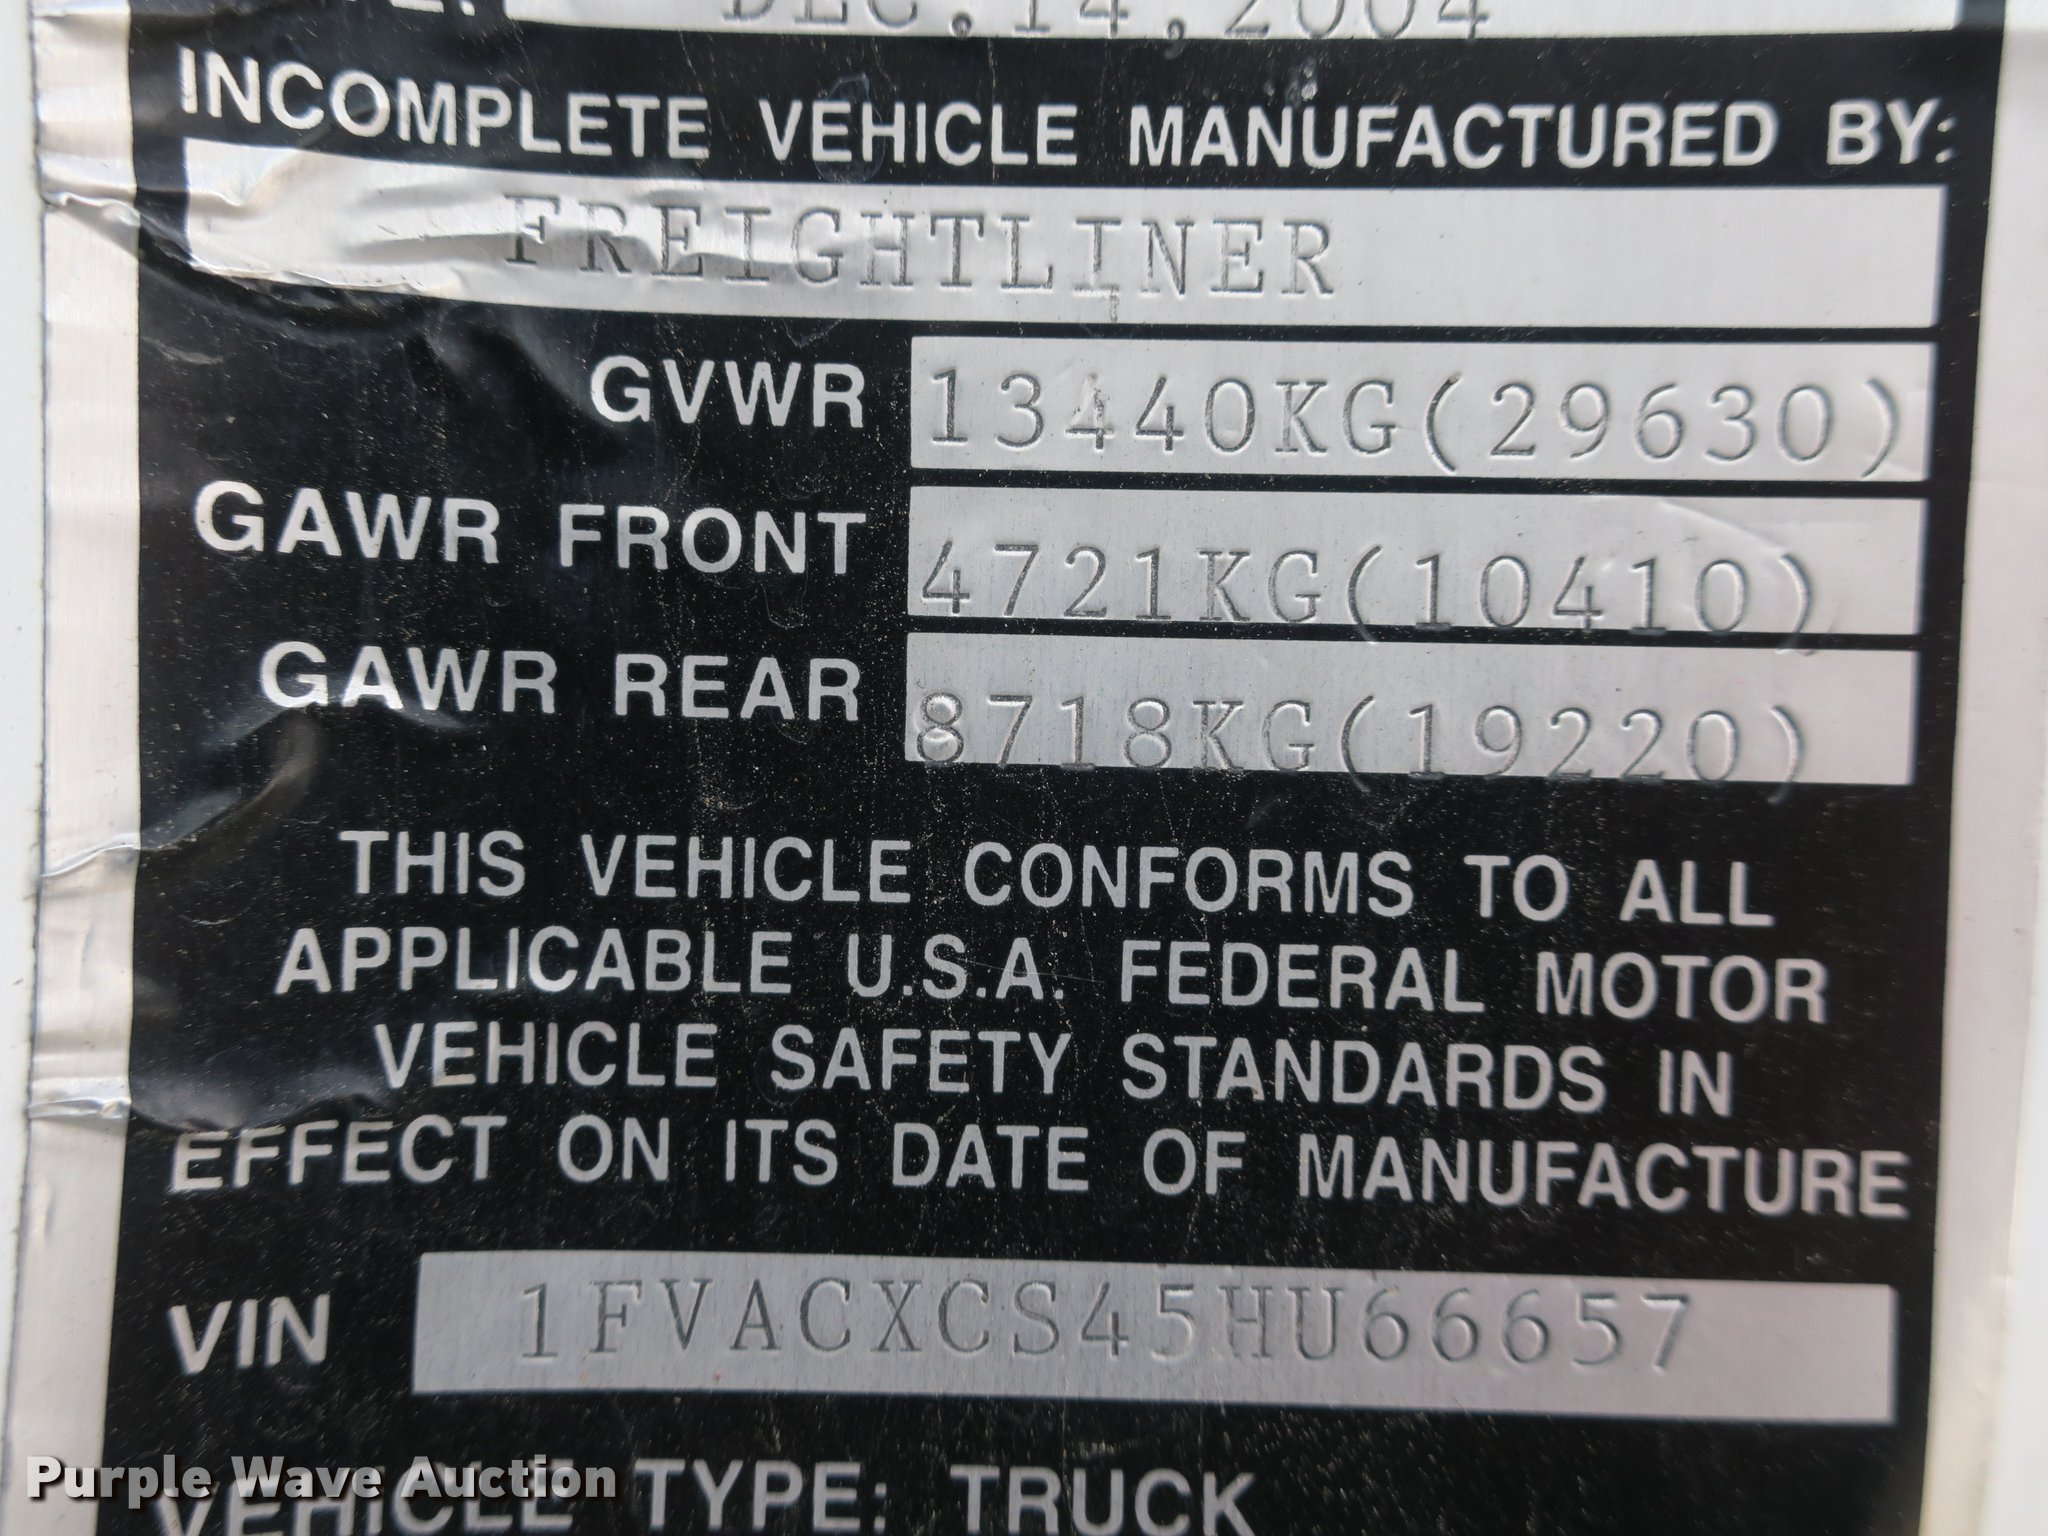 DEC.14,2004
INCOMPLETE VEHICLE MANUFACTURED BY:
FREIGHTLINER
GVWR 13440KG(29630)
GAWR FRONT 4721KG(10410)
GAWR REAR 8718KG(19220)
THIS VEHICLE CONFORMS TO ALL
APPLICABLE U.S.A. FEDERAL MOTOR
VEHICLE SAFETY STANDARDS IN
EFFECT ON ITS DATE OF MANUFACTURE
VIN 1FVACXCS45HU66657
Purple Wave Auction
VEHICLE TYPE: TRUCK